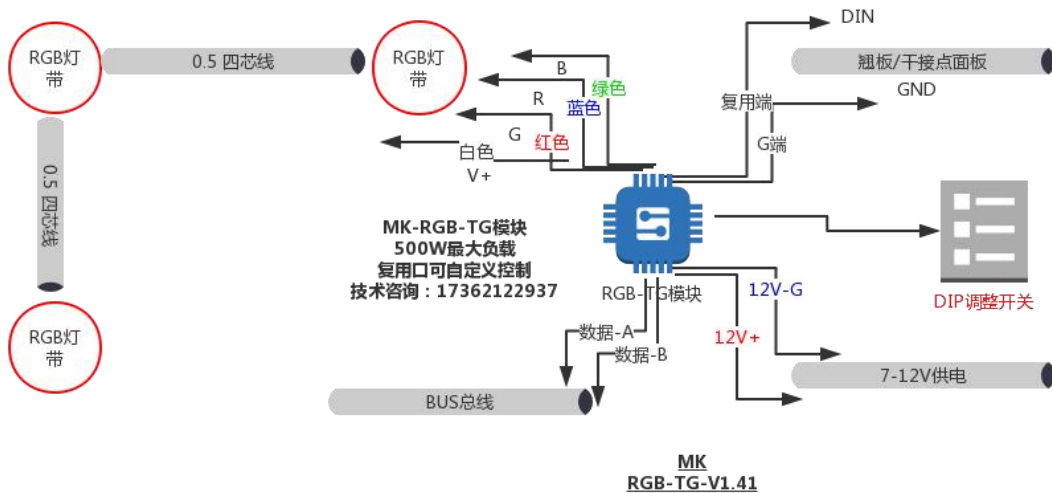 DIN
RGB灯
带
0.5 四芯线
RGB灯
带
翘板/干接点面板
B
绿色
GND
R
蓝色
复用端
G
红色
G端
白色
V+
0.5 四芯线
MK-RGB-TG模块
500W最大负载
复用口可自定义控制
技术咨询：17362122937
RGB-TG模块
12V-G
DIP调整开关
RGB灯
带
数据-A
12V+
数据-B
7-12V供电
BUS总线
MK
RGB-TG-V1.41